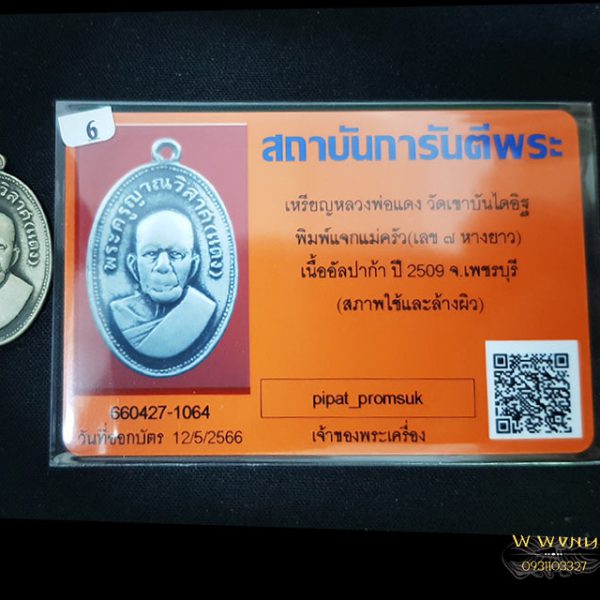 6
สถาบันการันตีพระ
พระครูญาณวิลาศ(แดง)
เหรียญหลวงพ่อแดง วัดเขาบันไดอิฐ
พิมพ์แจกแม่ครัว(เลข ๗ หางยาว)
เนื้ออัลปาก้า ปี 2509 จ.เพชรบุรี
(สภาพใช้และล้างผิว)
660427-1064
pipat_promsuk
วันที่ออกบัตร 12/5/2566
เจ้าของพระเครื่อง
0931103327